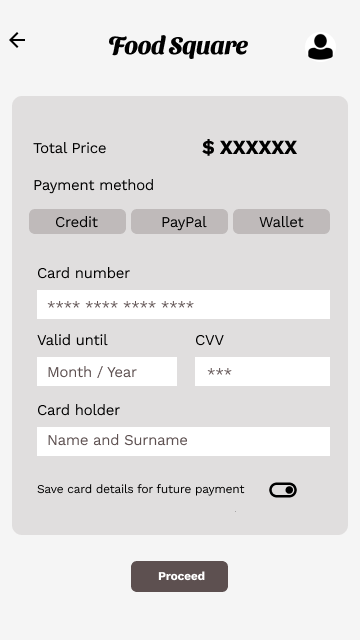 Food Square
Total Price $ XXXXXX
Payment method
Credit PayPal Wallet
Card number
**** **** **** ****
Valid until CVV
Month / Year ***
Card holder
Name and Surname
Save card details for future payment
Proceed